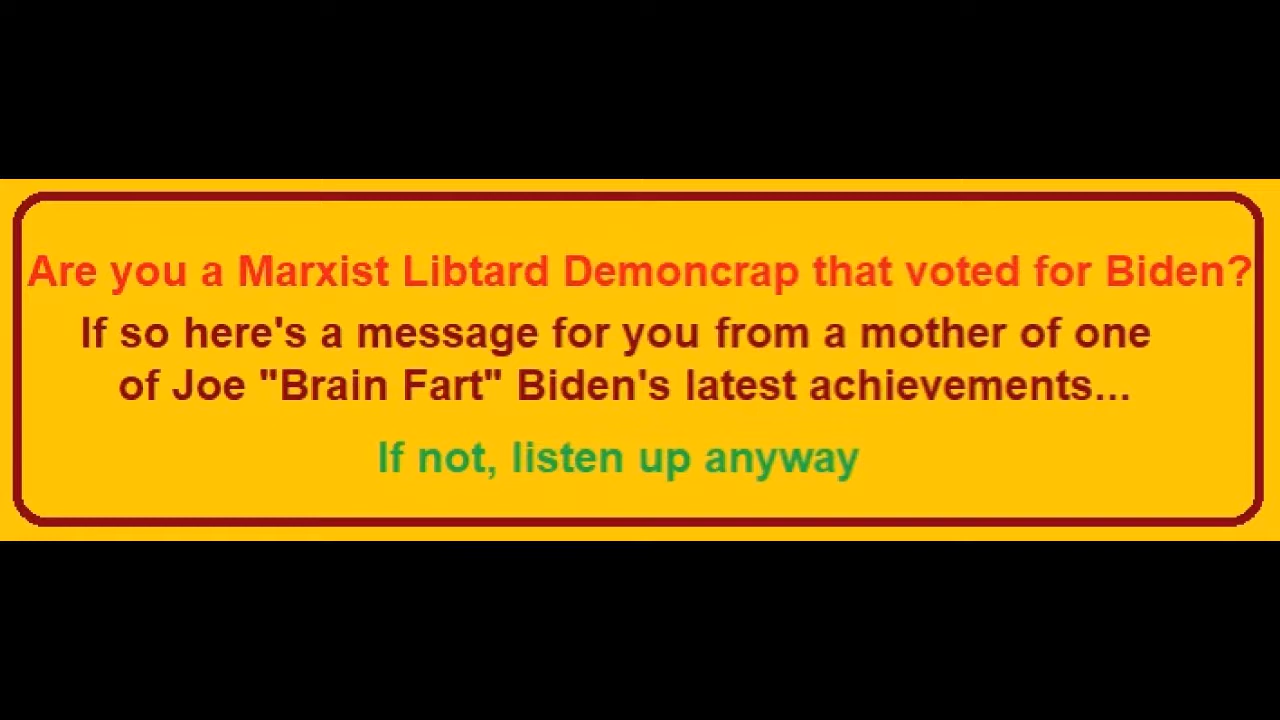 Are you a Marxist Libtard Demoncrap that voted for Biden?
If so here's a message for you from a mother of one
of Joe "Brain Fart" Biden's latest achievements...
If not, listen up anyway